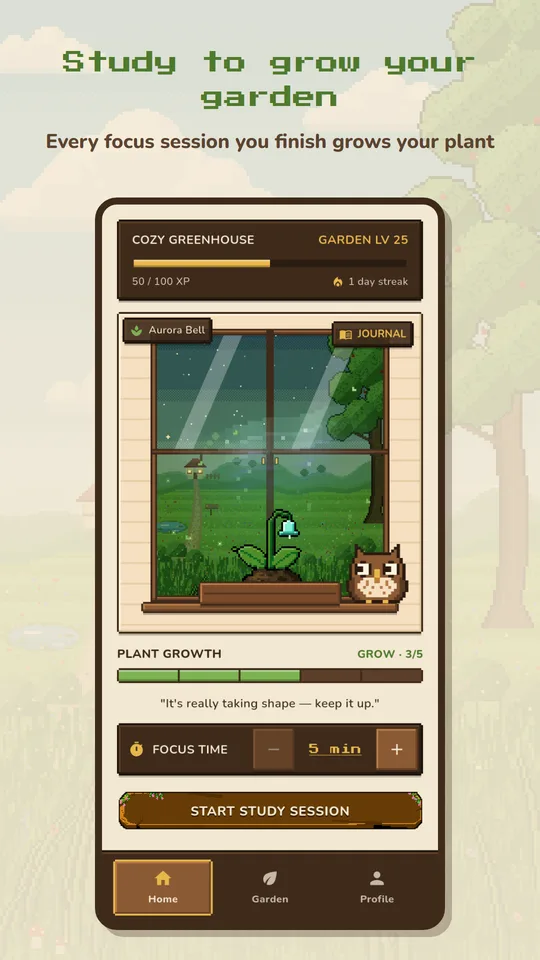 Study to grow your
garden
Every focus session you finish grows your plant
COZY GREENHOUSE
GARDEN LV 25
50 / 100 XP
1 day streak
Aurora Bell
JOURNAL
PLANT GROWTH
GROW · 3/5
"It's really taking shape — keep it up."
FOCUS TIME
− 5 min +
START STUDY SESSION
Home
Garden
Profile